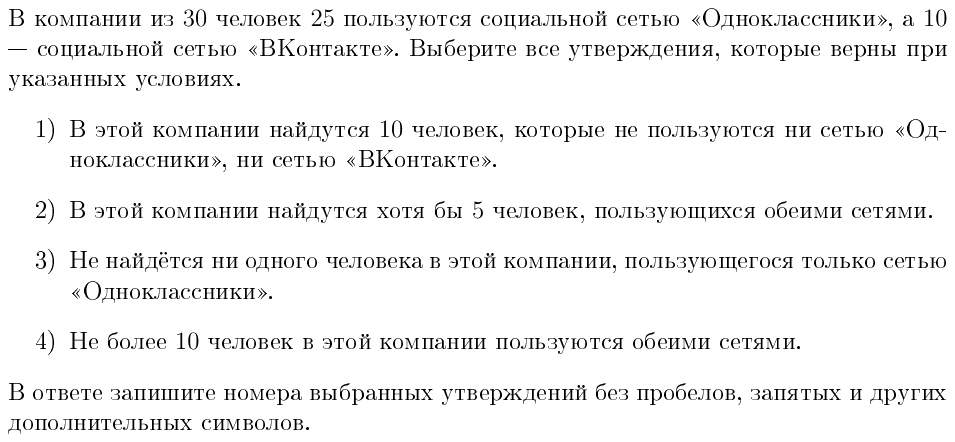 В компании из 30 человек 25 пользуются социальной сетью «Одноклассники», а 10
— социальной сетью «ВКонтакте». Выберите все утверждения, которые верны при
указанных условиях.
1) В этой компании найдутся 10 человек, которые не пользуются ни сетью «Од-
ноклассники», ни сетью «ВКонтакте».
2) В этой компании найдутся хотя бы 5 человек, пользующихся обеими сетями.
3) Не найдётся ни одного человека в этой компании, пользующегося только сетью
«Одноклассники».
4) Не более 10 человек в этой компании пользуются обеими сетями.
В ответе запишите номера выбранных утверждений без пробелов, запятых и других
дополнительных символов.